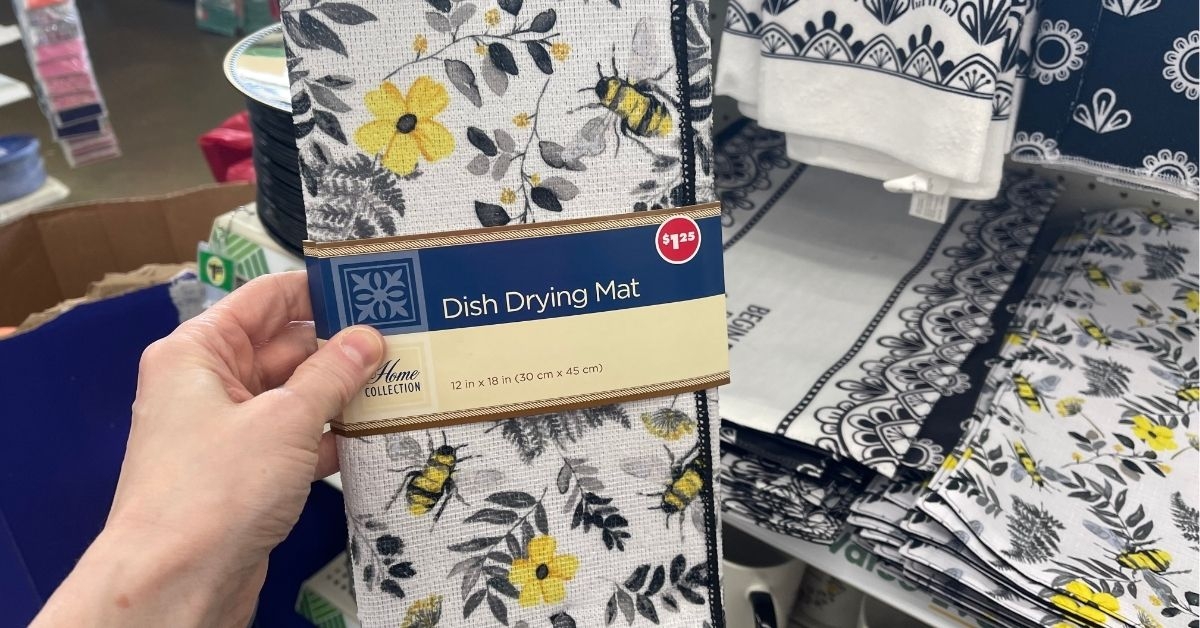 $1.25
Dish Drying Mat
Home
COLLECTION
12 in x 18 in (30 cm x 45 cm)